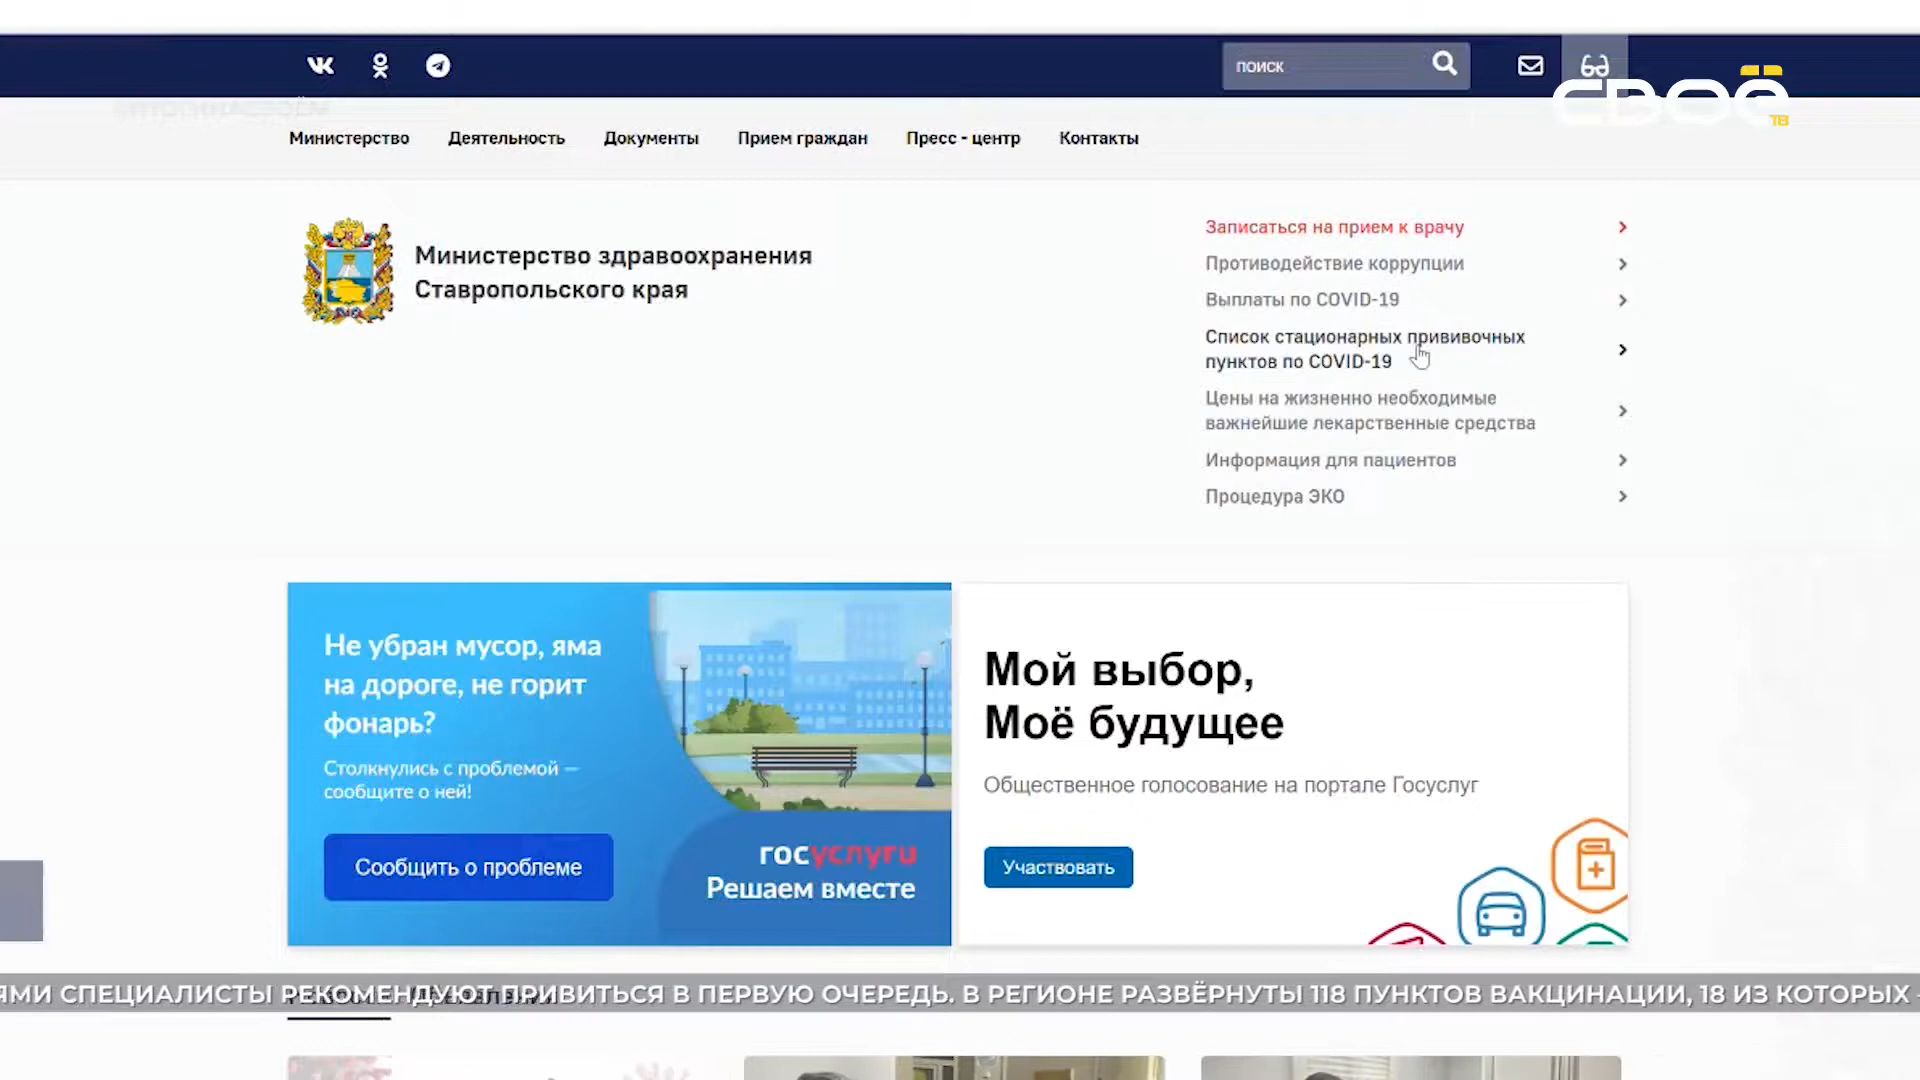 поиск
СВОЁ
ТВ
Министерство
Деятельность
Документы
Прием граждан
Пресс - центр
Контакты
Министерство здравоохранения
Ставропольского края
Записаться на прием к врачу
Противодействие коррупции
Выплаты по COVID-19
Список стационарных прививочных
пунктов по COVID-19
Цены на жизненно необходимые
важнейшие лекарственные средства
Информация для пациентов
Процедура ЭКО
Не убран мусор, яма
на дороге, не горит
фонарь?
Столкнулись с проблемой —
сообщите о ней!
Сообщить о проблеме
госуслуги
Решаем вместе
Мой выбор,
Моё будущее
Общественное голосование на портале Госуслуг
Участвовать
ЯМИ СПЕЦИАЛИСТЫ РЕКОМЕНДУЮТ ПРИВИТЬСЯ В ПЕРВУЮ ОЧЕРЕДЬ. В РЕГИОНЕ РАЗВЁРНУТЫ 118 ПУНКТОВ ВАКЦИНАЦИИ, 18 ИЗ КОТОРЫХ -